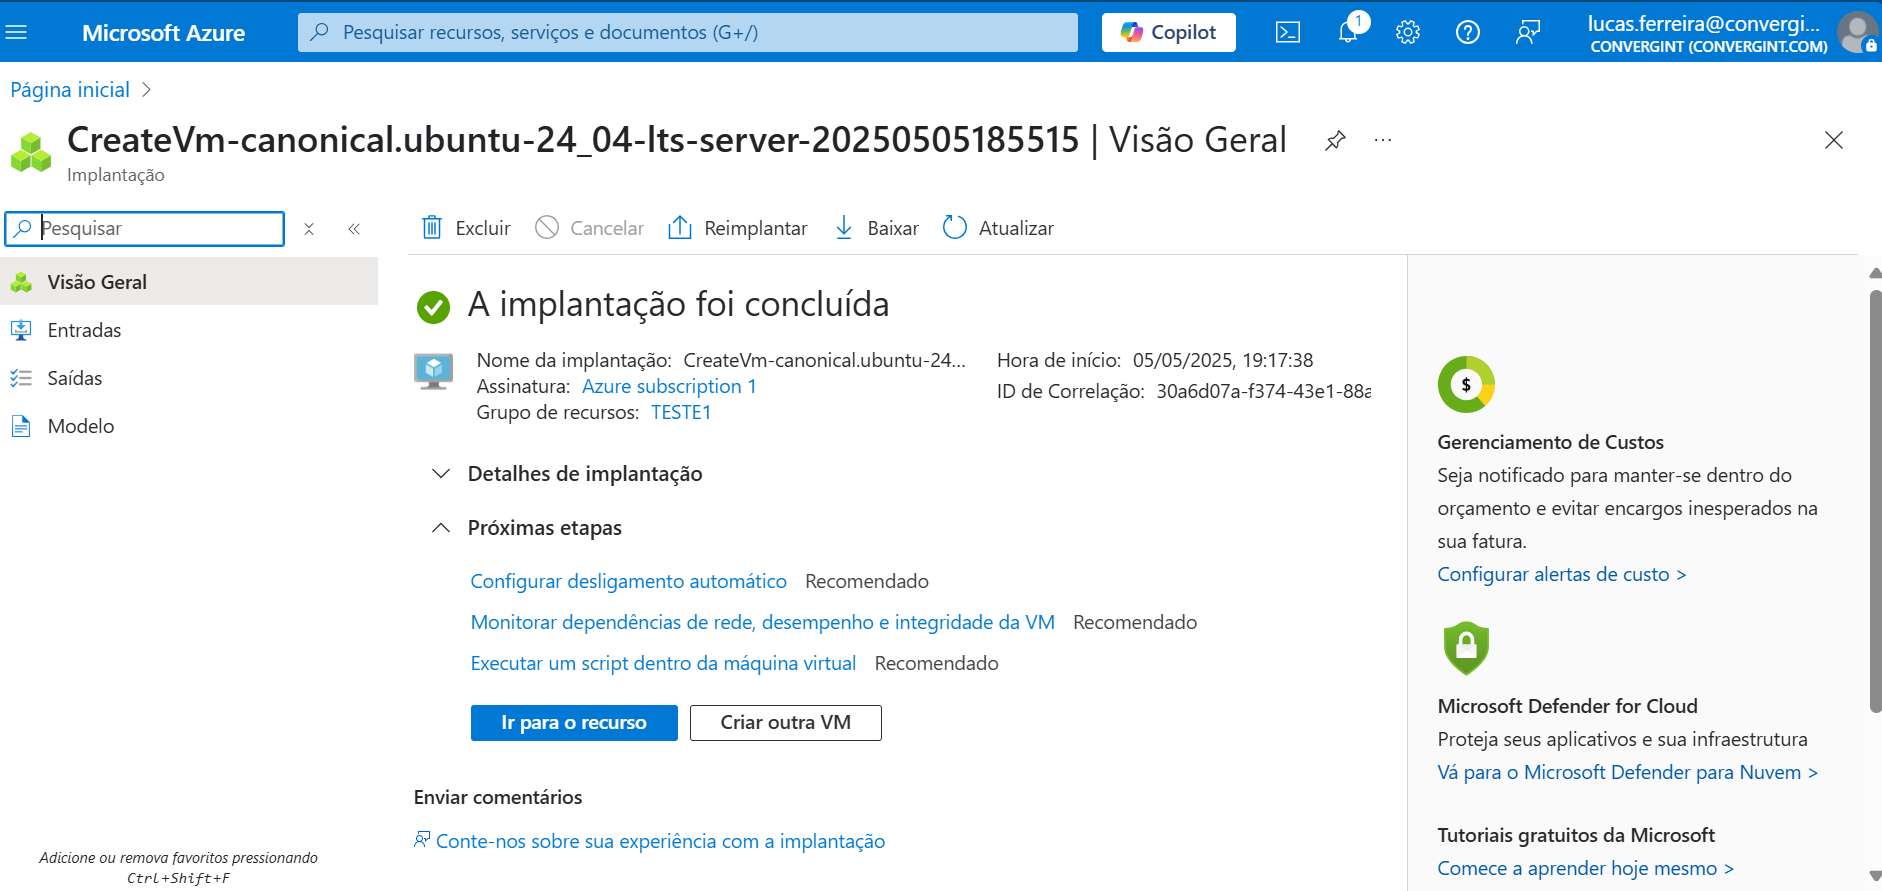 Microsoft Azure
Pesquisar recursos, serviços e documentos (G+/)
Copilot
1
lucas.ferreira@convergint...
CONVERGINT (CONVERGINT.COM)
Página inicial
CreateVm-canonical.ubuntu-24_04-lts-server-20250505185515 | Visão Geral
Implantação
Pesquisar
Excluir
Cancelar
Reimplantar
Baixar
Atualizar
Visão Geral
Entradas
Saídas
Modelo
Adicione ou remova favoritos pressionando
Ctrl+Shift+F
A implantação foi concluída
Nome da implantação: CreateVm-canonical.ubuntu-24...
Assinatura: Azure subscription 1
Grupo de recursos: TESTE1
Hora de início: 05/05/2025, 19:17:38
ID de Correlação: 30a6d07a-f374-43e1-88a
Detalhes de implantação
Próximas etapas
Configurar desligamento automático Recomendado
Monitorar dependências de rede, desempenho e integridade da VM Recomendado
Executar um script dentro da máquina virtual Recomendado
Ir para o recurso
Criar outra VM
Enviar comentários
Conte-nos sobre sua experiência com a implantação
$
Gerenciamento de Custos
Seja notificado para manter-se dentro do
orçamento e evitar encargos inesperados na
sua fatura.
Configurar alertas de custo >
Microsoft Defender for Cloud
Proteja seus aplicativos e sua infraestrutura
Vá para o Microsoft Defender para Nuvem >
Tutoriais gratuitos da Microsoft
Comece a aprender hoje mesmo >